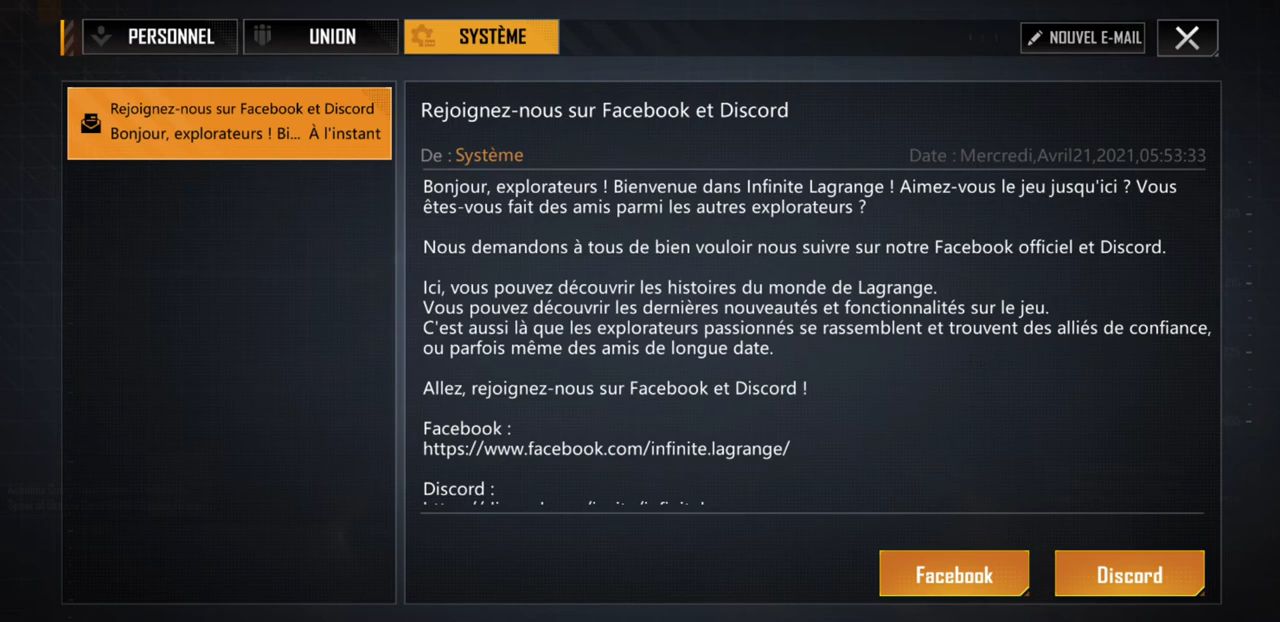 PERSONNEL
UNION
SYSTÈME
NOUVEL E-MAIL
Rejoignez-nous sur Facebook et Discord
Bonjour, explorateurs ! Bi... À l'instant
Rejoignez-nous sur Facebook et Discord
De : Système
Date : Mercredi,Avril21,2021,05:53:33
Bonjour, explorateurs ! Bienvenue dans Infinite Lagrange ! Aimez-vous le jeu jusqu'ici ? Vous
êtes-vous fait des amis parmi les autres explorateurs ?
Nous demandons à tous de bien vouloir nous suivre sur notre Facebook officiel et Discord.
Ici, vous pouvez découvrir les histoires du monde de Lagrange.
Vous pouvez découvrir les dernières nouveautés et fonctionnalités sur le jeu.
C'est aussi là que les explorateurs passionnés se rassemblent et trouvent des alliés de confiance,
ou parfois même des amis de longue date.
Allez, rejoignez-nous sur Facebook et Discord !
Facebook :
https://www.facebook.com/infinite.lagrange/
Discord :
Facebook
Discord